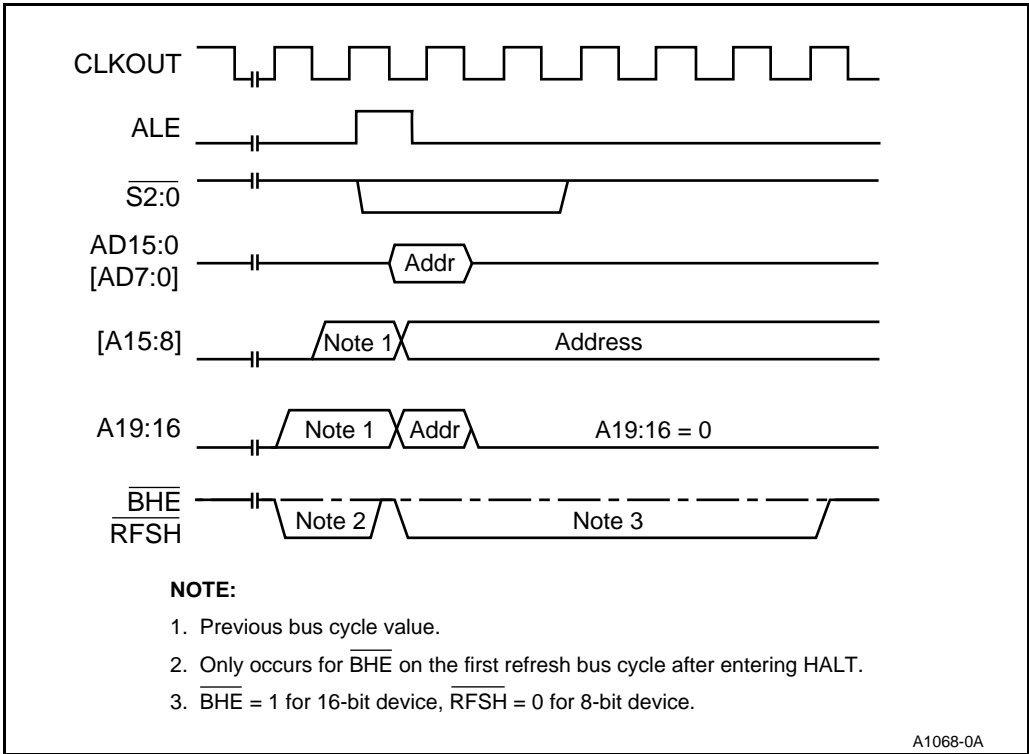 CLKOUT
ALE
S2:0
AD15:0
[AD7:0]
Addr
[A15:8]
Note 1
Address
A19:16
Note 1
Addr
A19:16 = 0
BHE
RFSH
Note 2
Note 3
NOTE:
1. Previous bus cycle value.
2. Only occurs for BHE on the first refresh bus cycle after entering HALT.
3. BHE = 1 for 16-bit device, RFSH = 0 for 8-bit device.
A1068-0A